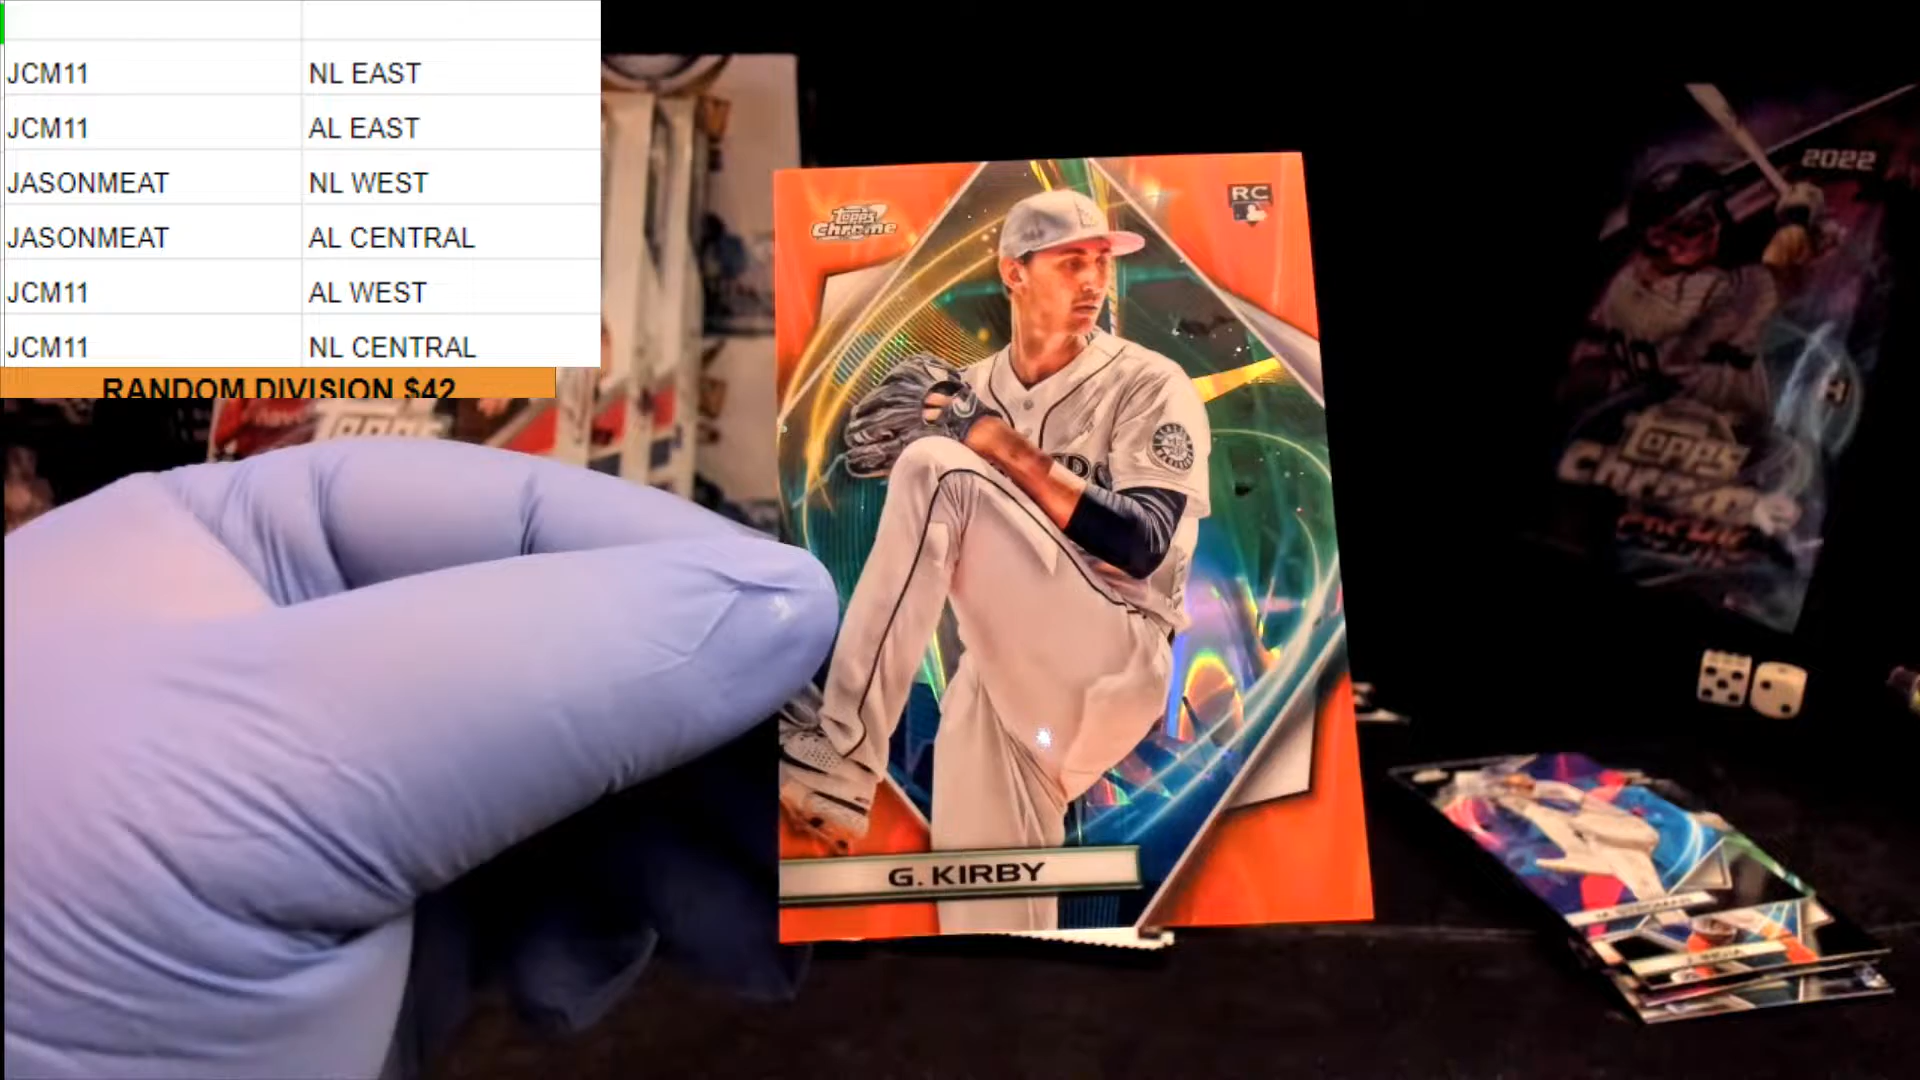 JCM11 NL EAST
JCM11 AL EAST
JASONMEAT NL WEST
JASONMEAT AL CENTRAL
JCM11 AL WEST
JCM11 NL CENTRAL
RANDOM DIVISION $42
Topps
Topps
Chrome
RC
G. KIRBY
2022
Topps
Chrome